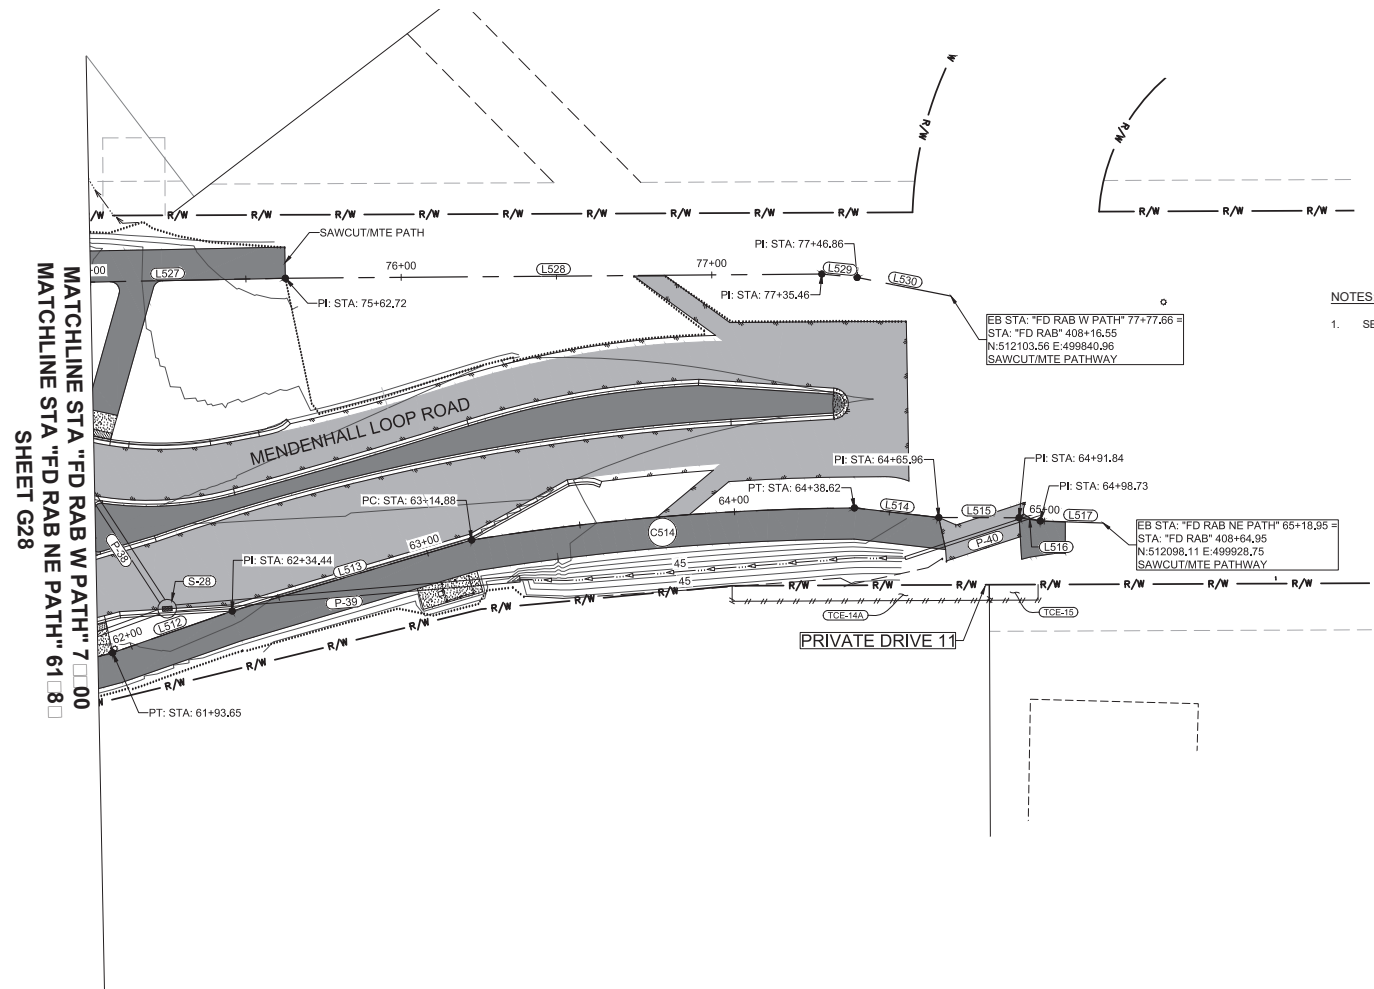 R/W
R/W
/W R/W R/W R/W R/W R/W R/W R/W R/W R/W R/W R/W R/W
SAWCUT/MTE PATH
+00
L527
76+00
L528
77+00
PI: STA: 77+46.86
L529
L530
PI: STA: 77+35.46
PI: STA: 75+62.72
EB STA: "FD RAB W PATH" 77+77.66 =
STA: "FD RAB" 408+16.55
N:512103.56 E:499840.96
SAWCUT/MTE PATHWAY
NOTES
1. SE
MENDENHALL LOOP ROAD
PI: STA: 64+65.96
PI: STA: 64+91.84
PT: STA: 64+38.62
PI: STA: 64+98.73
PC: STA: 63+14.88
64+00
L514
L515
65+00
L517
L516
P-40
C514
EB STA: "FD RAB NE PATH" 65+18.95 =
STA: "FD RAB" 408+64.95
N:512098.11 E:499928.75
SAWCUT/MTE PATHWAY
63+00
P-38
PI: STA: 62+34.44
L513
S-28
P-39
45
45
62+00
L512
R/W R/W R/W R/W R/W R/W R/W R/W R/W R/W R/W R/W R/W
TCE-14A
TCE-15
PRIVATE DRIVE 11
PT: STA: 61+93.65
MATCHLINE STA "FD RAB W PATH" 7□□00
MATCHLINE STA "FD RAB NE PATH" 61□8□
SHEET G28